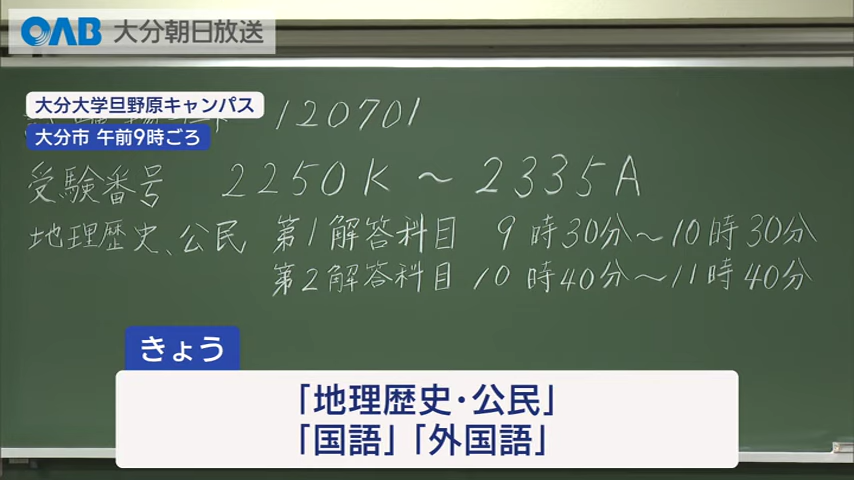 OAB 大分朝日放送
大分大学旦野原キャンパス
120701
大分市 午前9時ごろ
受験番号 2250K～2335A
地理歴史、公民 第1解答科目 9時30分～10時30分
第2解答科目 10時40分～11時40分
きょう
「地理歴史・公民」
「国語」「外国語」